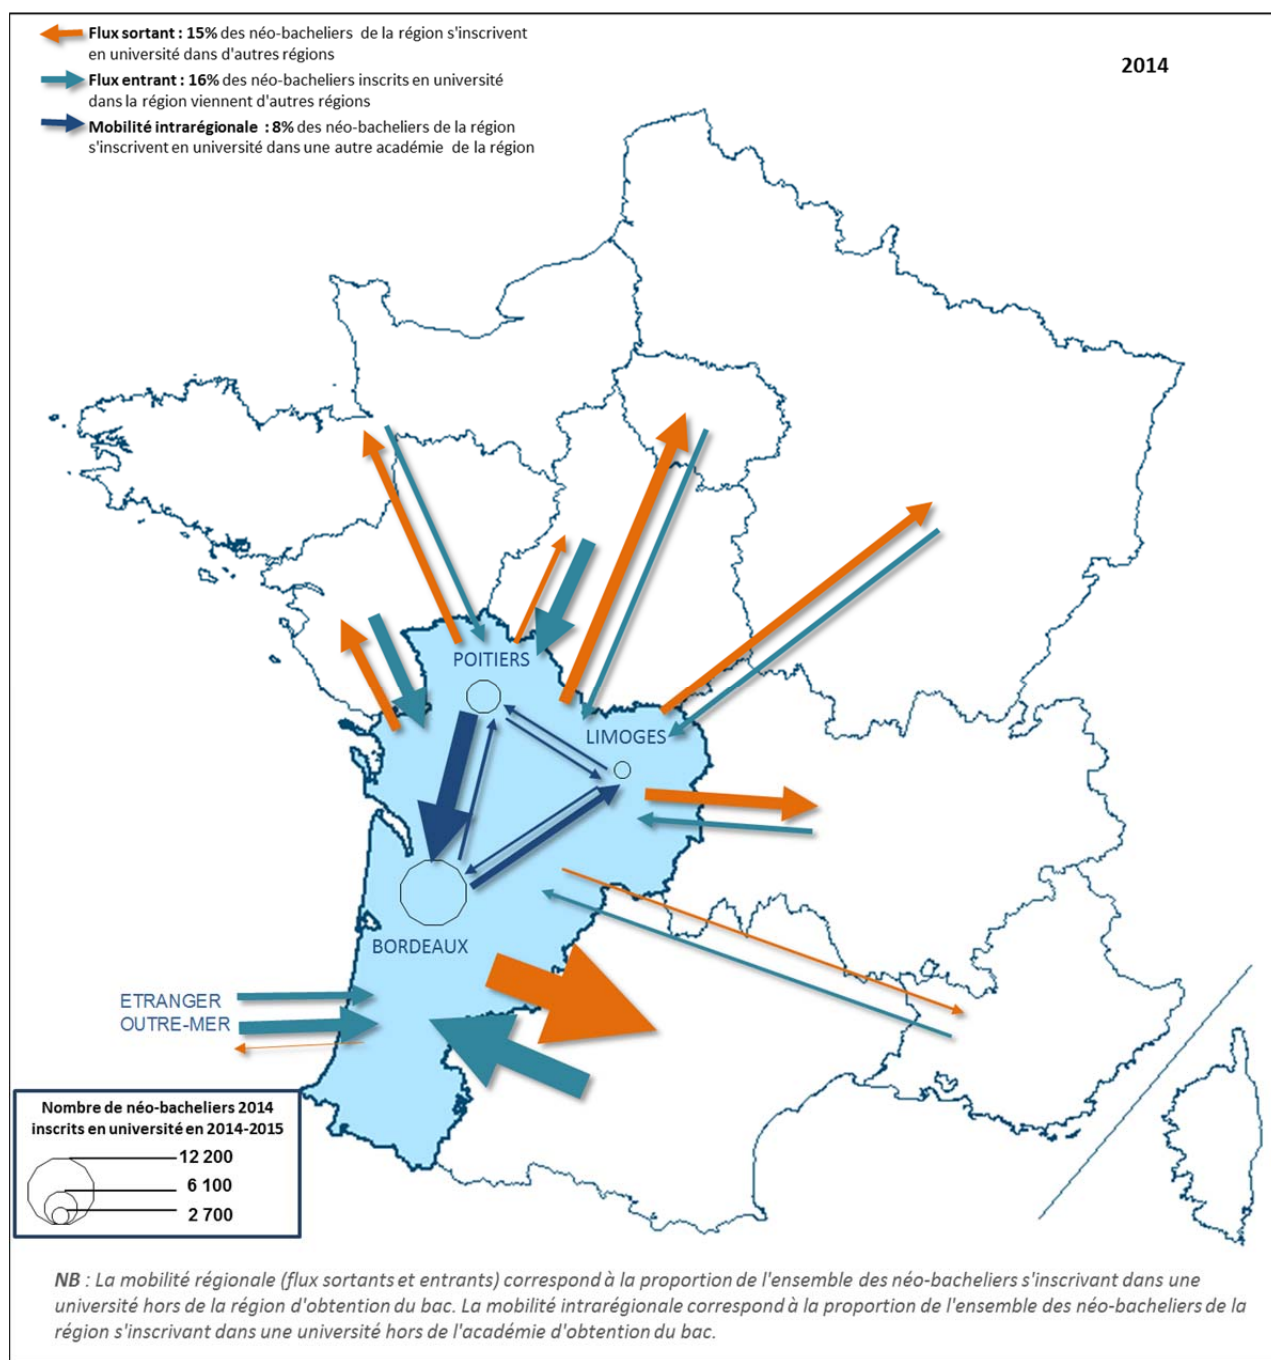 Flux sortant : 15% des néo-bacheliers de la région s'inscrivent
en université dans d'autres régions
2014
Flux entrant : 16% des néo-bacheliers inscrits en université
dans la région viennent d'autres régions
Mobilité intrarégionale : 8% des néo-bacheliers de la région
s'inscrivent en université dans une autre académie de la région
POITIERS
LIMOGES
BORDEAUX
ETRANGER
OUTRE-MER
Nombre de néo-bacheliers 2014
inscrits en université en 2014-2015
12 200
6 100
2 700
NB : La mobilité régionale (flux sortants et entrants) correspond à la proportion de l'ensemble des néo-bacheliers s'inscrivant dans une
université hors de la région d'obtention du bac. La mobilité intrarégionale correspond à la proportion de l'ensemble des néo-bacheliers de la
région s'inscrivant dans une université hors de l'académie d'obtention du bac.